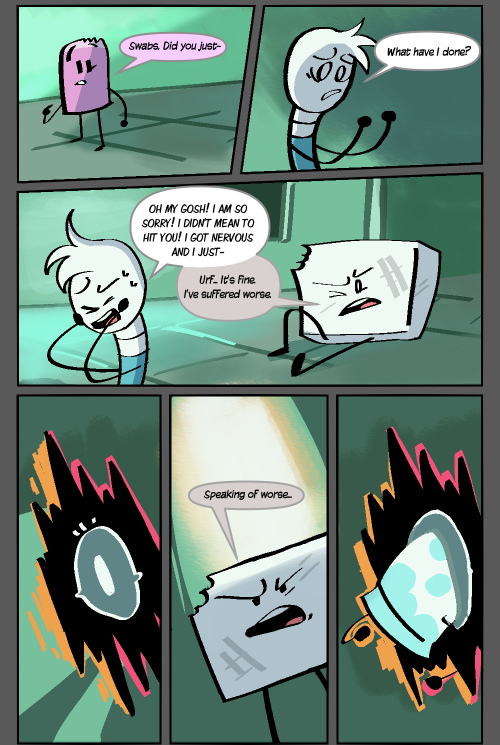 Swabs. Did you just-
What have I done?
OH MY GOSH! I AM SO
SORRY! I DIDN'T MEAN TO
HIT YOU! I GOT NERVOUS
AND I JUST-
Urf... It's fine.
I've suffered worse.
Speaking of worse...